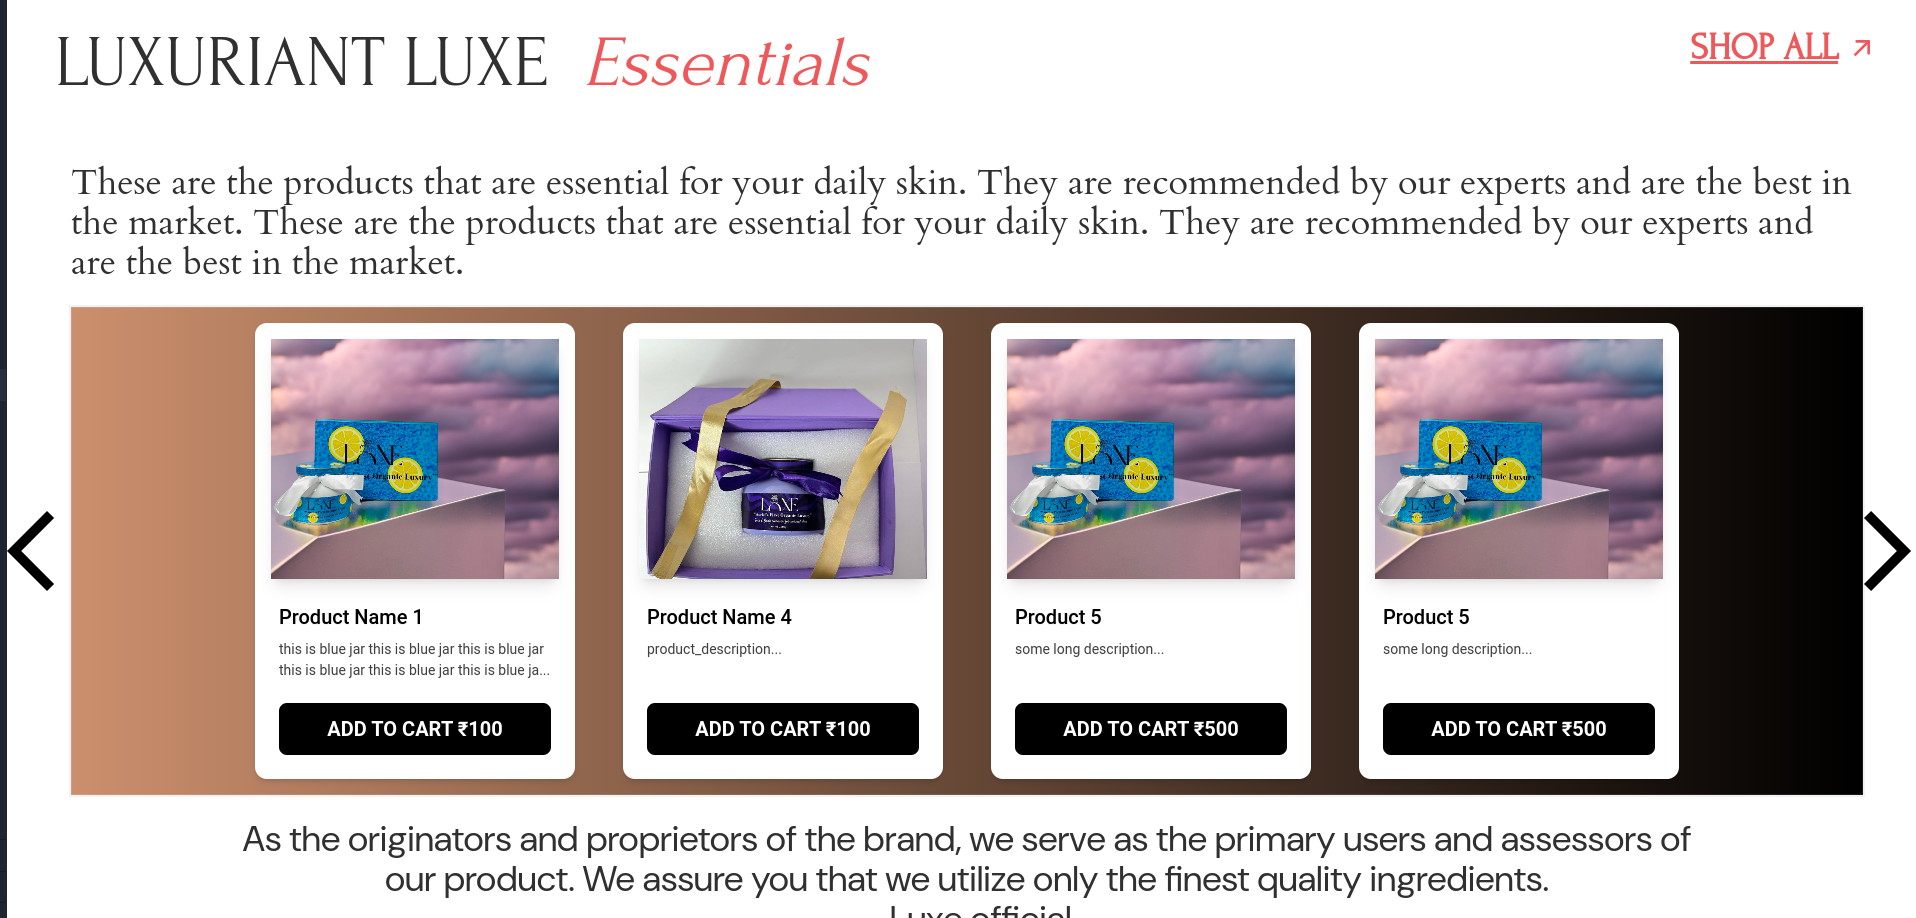 LUXURIANT LUXE Essentials
SHOP ALL
These are the products that are essential for your daily skin. They are recommended by our experts and are the best in
the market. These are the products that are essential for your daily skin. They are recommended by our experts and
are the best in the market.
Product Name 1
this is blue jar this is blue jar this is blue jar
this is blue jar this is blue jar this is blue ja...
ADD TO CART ₹100
LUXE
Product Name 4
product_description...
ADD TO CART ₹100
Organic Luxury
Product 5
some long description...
ADD TO CART ₹500
Organic Luxury
Product 5
some long description...
ADD TO CART ₹500
As the originators and proprietors of the brand, we serve as the primary users and assessors of
our product. We assure you that we utilize only the finest quality ingredients.
Luxe official